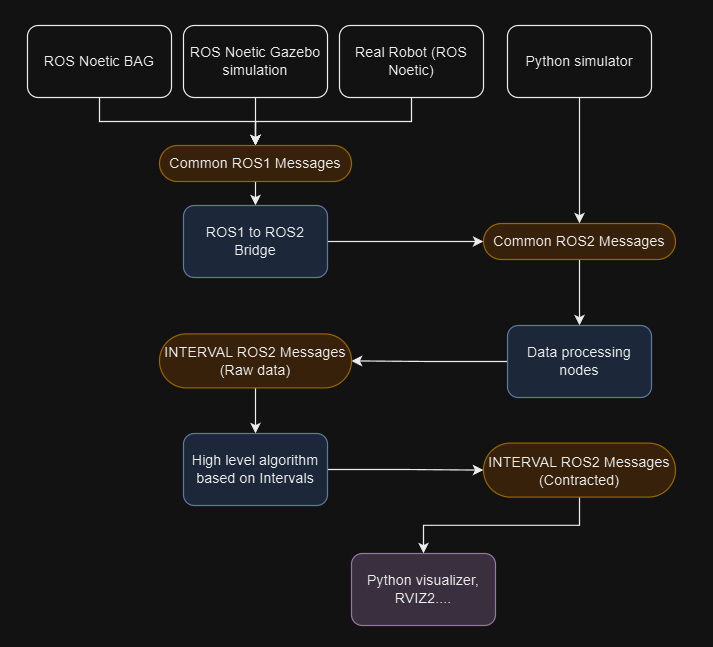 ROS Noetic BAG
ROS Noetic Gazebo
simulation
Real Robot (ROS
Noetic)
Python simulator
Common ROS1 Messages
ROS1 to ROS2
Bridge
Common ROS2 Messages
Data processing
nodes
INTERVAL ROS2 Messages
(Raw data)
High level algorithm
based on Intervals
INTERVAL ROS2 Messages
(Contracted)
Python visualizer,
RVIZ2....